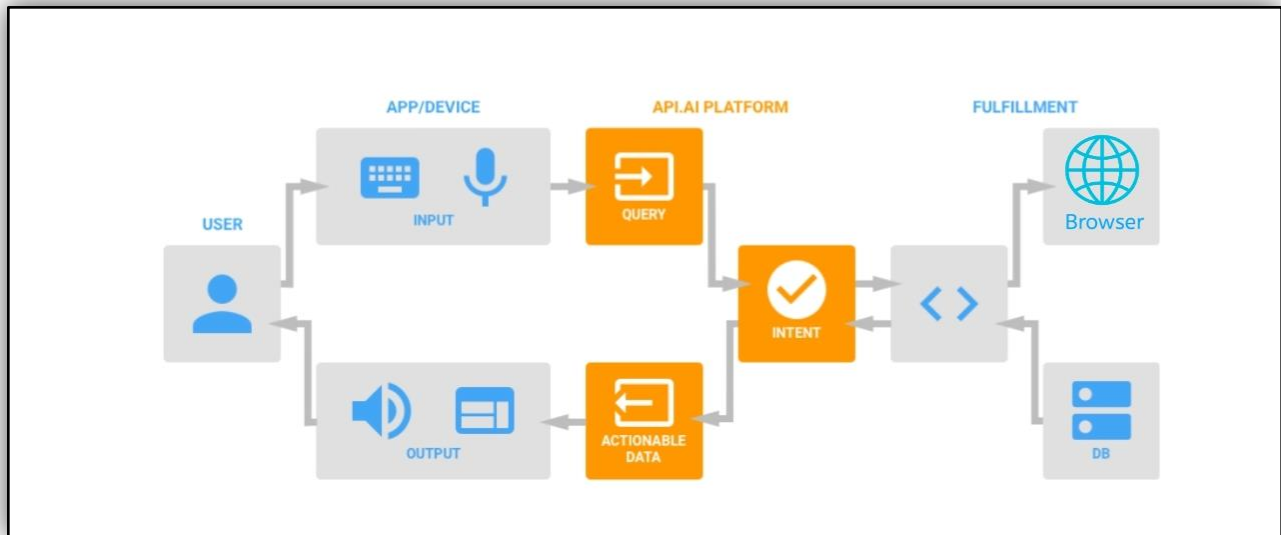 APP/DEVICE
API.AI PLATFORM
FULFILLMENT
USER
INPUT
QUERY
Browser
INTENT
OUTPUT
ACTIONABLE
DATA
DB